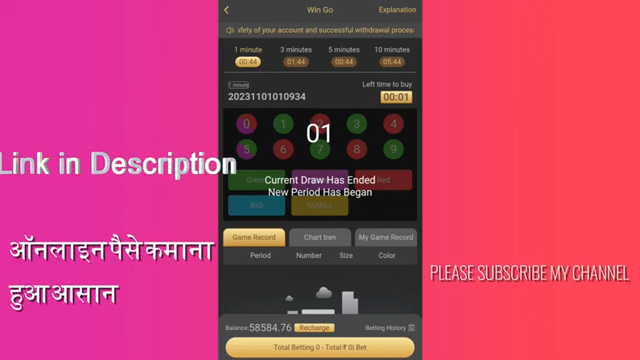 Win Go
Explanation
afety of your account and successful withdrawal process
1 minute
3 minutes
5 minutes
10 minutes
00:44
01:44
00:44
05:44
1 minute
Left time to buy
20231101010934
00:01
0 1 2 3 4
01
5 6 7 8 9
Current Draw Has Ended
New Period Has Began
BIG
Game Record
Chart tren
My Game Record
Period
Number
Size
Color
Balance:58584.76
Recharge
Betting History
Total Betting 0 - Total:₹ 0| Bet
Link in Description
ऑनलाइन पैसे कमाना
हुआ आसान
PLEASE SUBSCRIBE MY CHANNEL